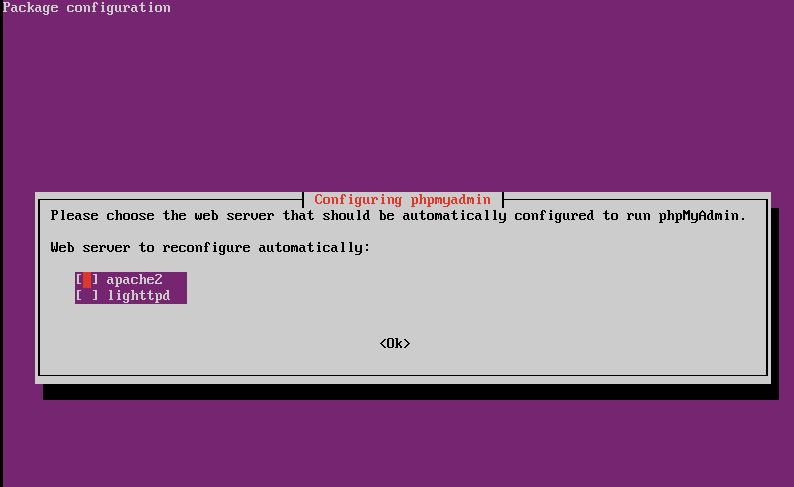 Package configuration
Configuring phpmyadmin
Please choose the web server that should be automatically configured to run phpMyAdmin.
Web server to reconfigure automatically:
[ ] apache2
[ ] lighttpd
<Ok>